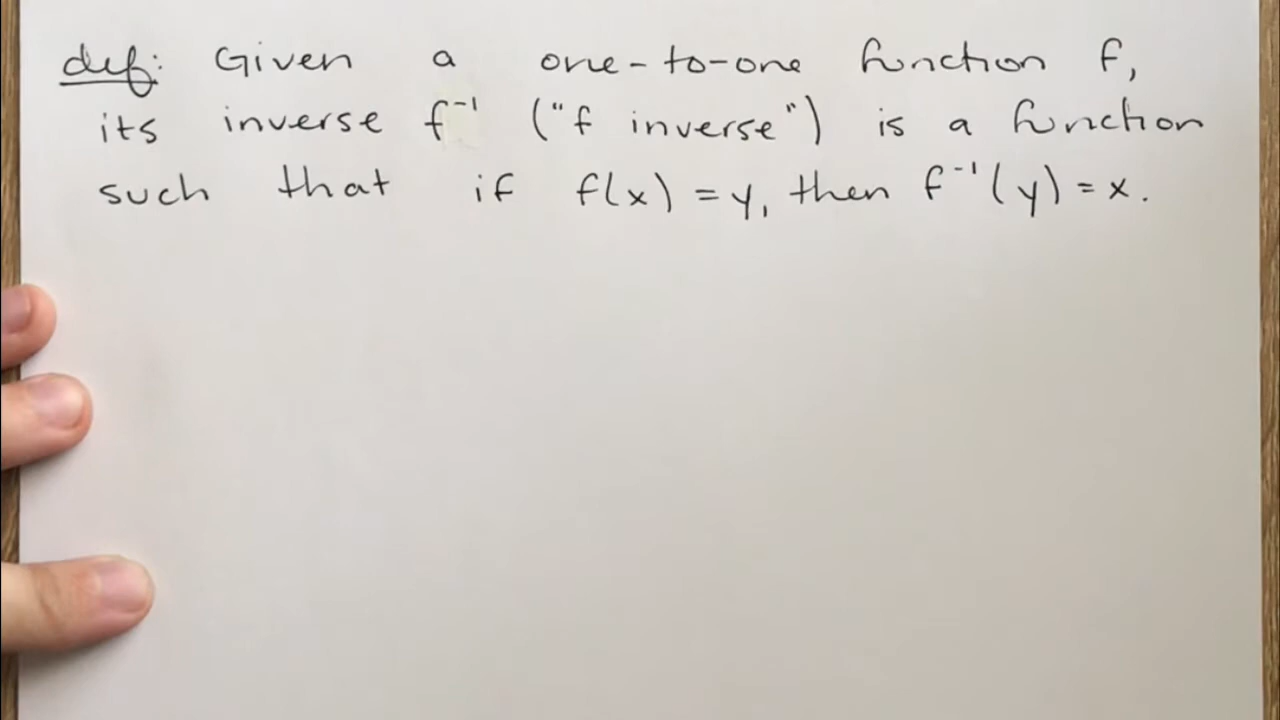 def: Given a one-to-one function f,
its inverse f⁻¹ ("f inverse") is a function
such that if f(x) = y, then f⁻¹(y) = x.